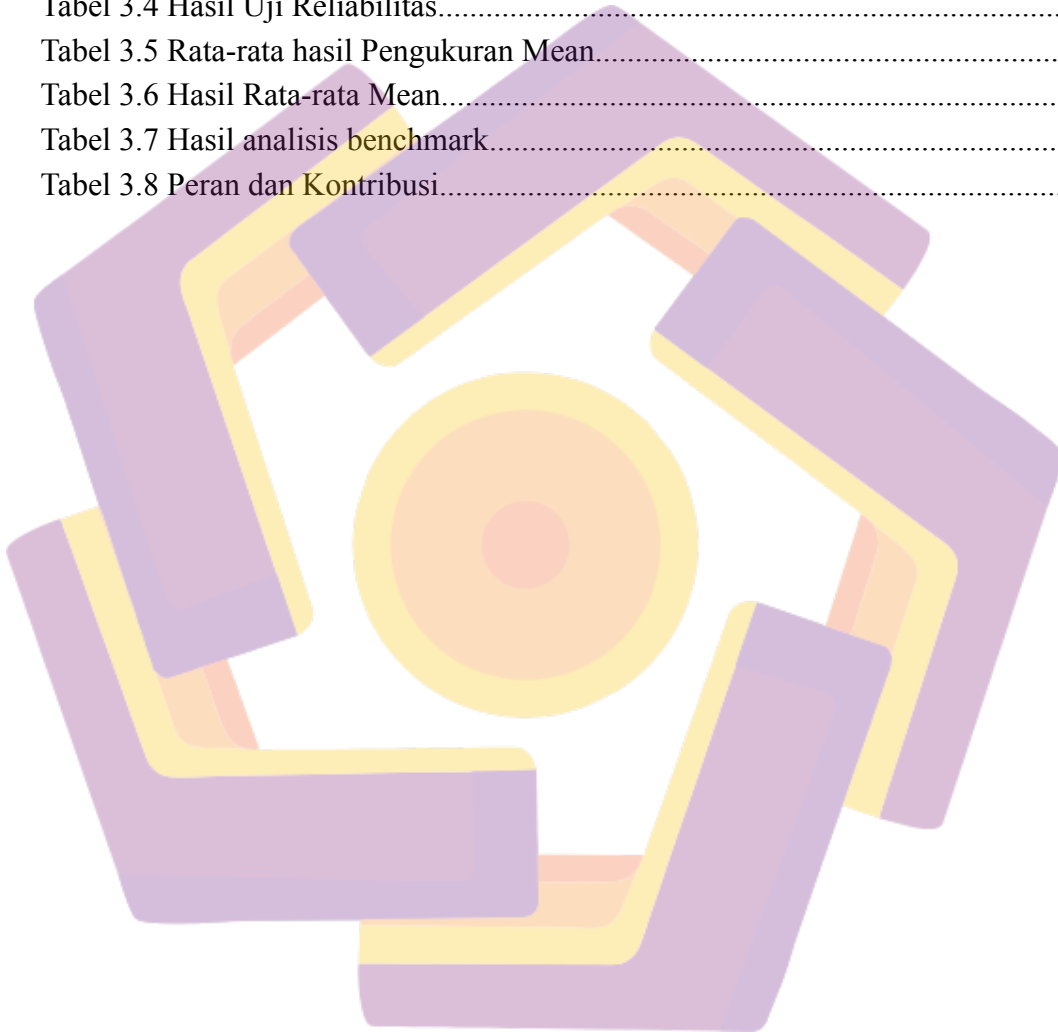 Tabel 3.4 Hasil Uji Reliabilitas........................................................................
Tabel 3.5 Rata-rata hasil Pengukuran Mean..........................................................
Tabel 3.6 Hasil Rata-rata Mean.............................................................................
Tabel 3.7 Hasil analisis benchmark.......................................................................
Tabel 3.8 Peran dan Kontribusi.............................................................................